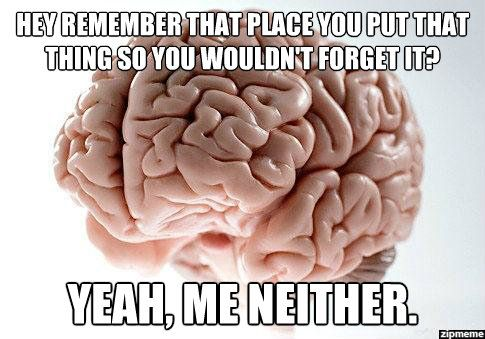 HEY REMEMBER THAT PLACE YOU PUT THAT
THING SO YOU WOULDN'T FORGET IT?
YEAH, ME NEITHER.
zipmeme